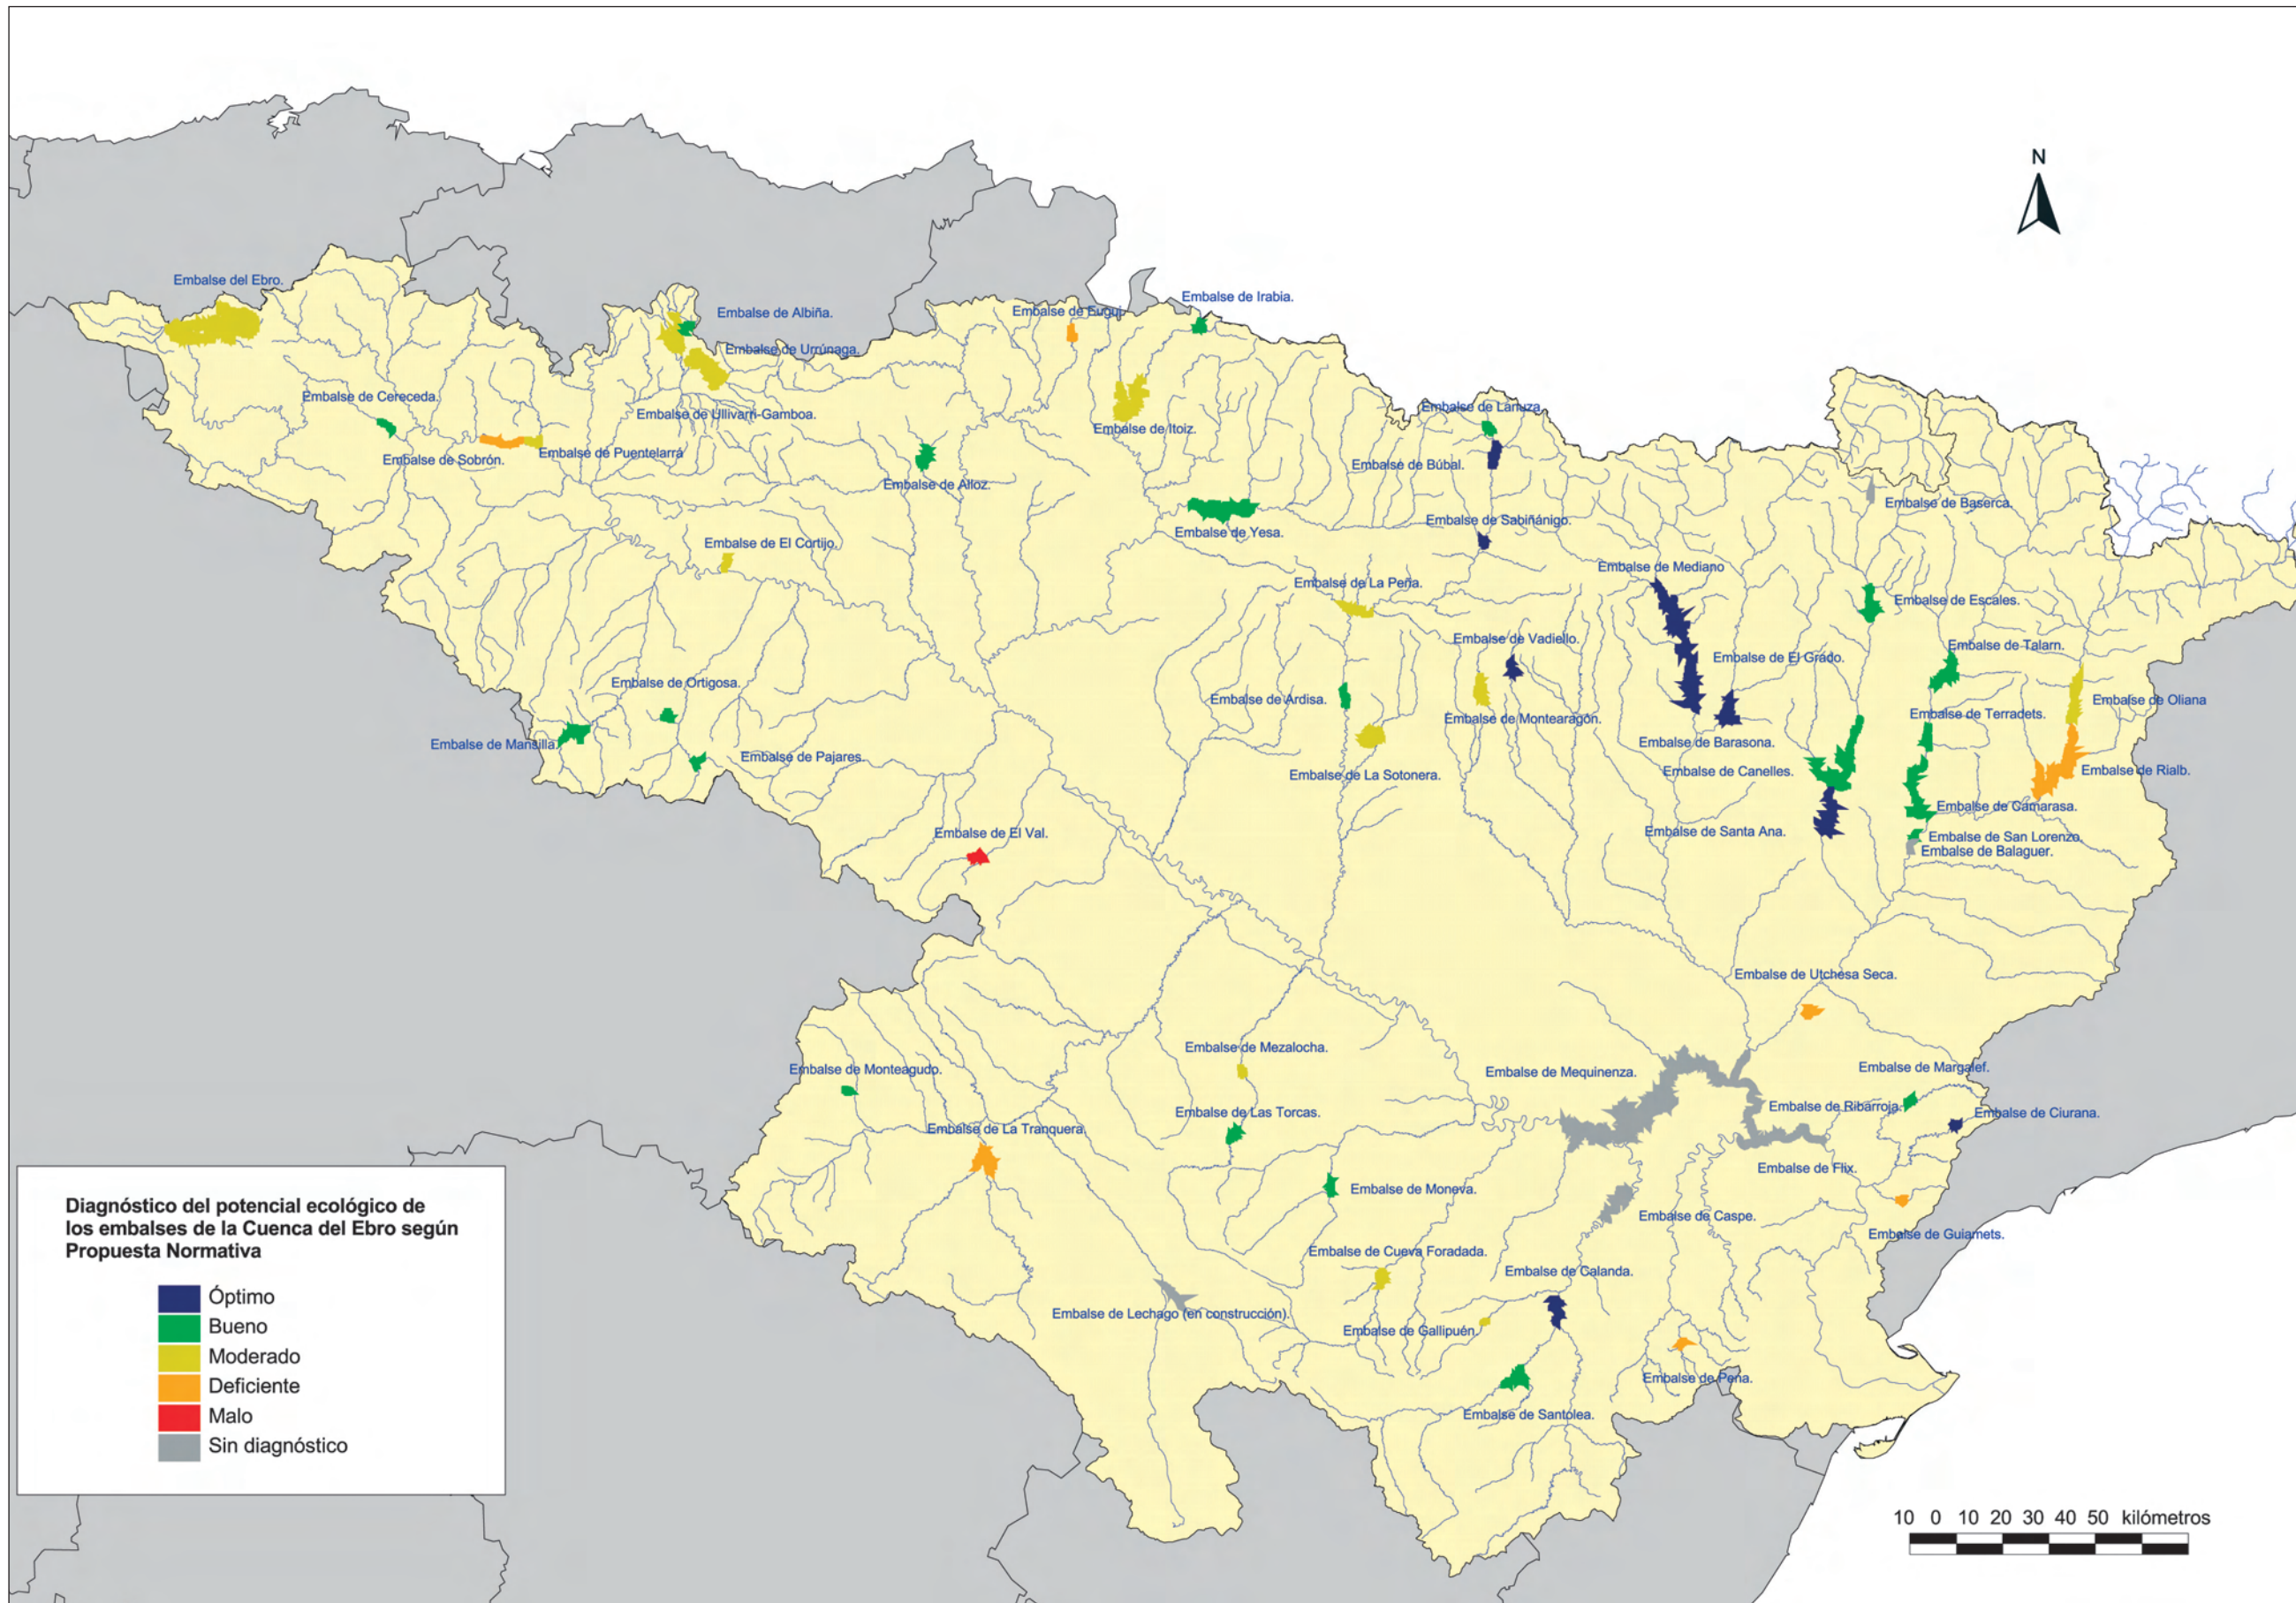 N
Embalse del Ebro.
Embalse de Irabia.
Embalse de Albiña.
Embalse de Eugui.
Embalse de Urrúnaga.
Embalse de Cereceda.
Embalse de Ullivarri-Gamboa.
Embalse de Lanuza.
Embalse de Itoiz.
Embalse de Sobrón.
Embalse de Puentelarrá
Embalse de Búbal.
Embalse de Alloz.
Embalse de Baserca.
Embalse de Sabiñánigo.
Embalse de Yesa.
Embalse de El Cortijo.
Embalse de Mediano
Embalse de La Peña.
Embalse de Escales.
Embalse de Vadiello.
Embalse de Talarn.
Embalse de El Grado.
Embalse de Ortigosa.
Embalse de Ardisa.
Embalse de Oliana
Embalse de Terradets.
Embalse de Montearagón.
Embalse de Mansilla.
Embalse de Barasona.
Embalse de Pajares.
Embalse de Canelles.
Embalse de Rialb.
Embalse de La Sotonera.
Embalse de Camarasa.
Embalse de El Val.
Embalse de Santa Ana.
Embalse de San Lorenzo.
Embalse de Balaguer.
Embalse de Utchesa Seca.
Embalse de Mezalocha.
Embalse de Monteagudo.
Embalse de Mequinenza.
Embalse de Margalef.
Embalse de Ribarroja.
Embalse de Las Torcas.
Embalse de Ciurana.
Embalse de La Tranquera.
Embalse de Flix.
Embalse de Moneva.
Embalse de Caspe.
Embalse de Guiamets.
Embalse de Cueva Foradada.
Embalse de Calanda.
Embalse de Lechago (en construcción).
Embalse de Gallipuén.
Embalse de Pena.
Embalse de Santolea.
Diagnóstico del potencial ecológico de
los embalses de la Cuenca del Ebro según
Propuesta Normativa
Óptimo
Bueno
Moderado
Deficiente
Malo
Sin diagnóstico
10 0 10 20 30 40 50 kilómetros